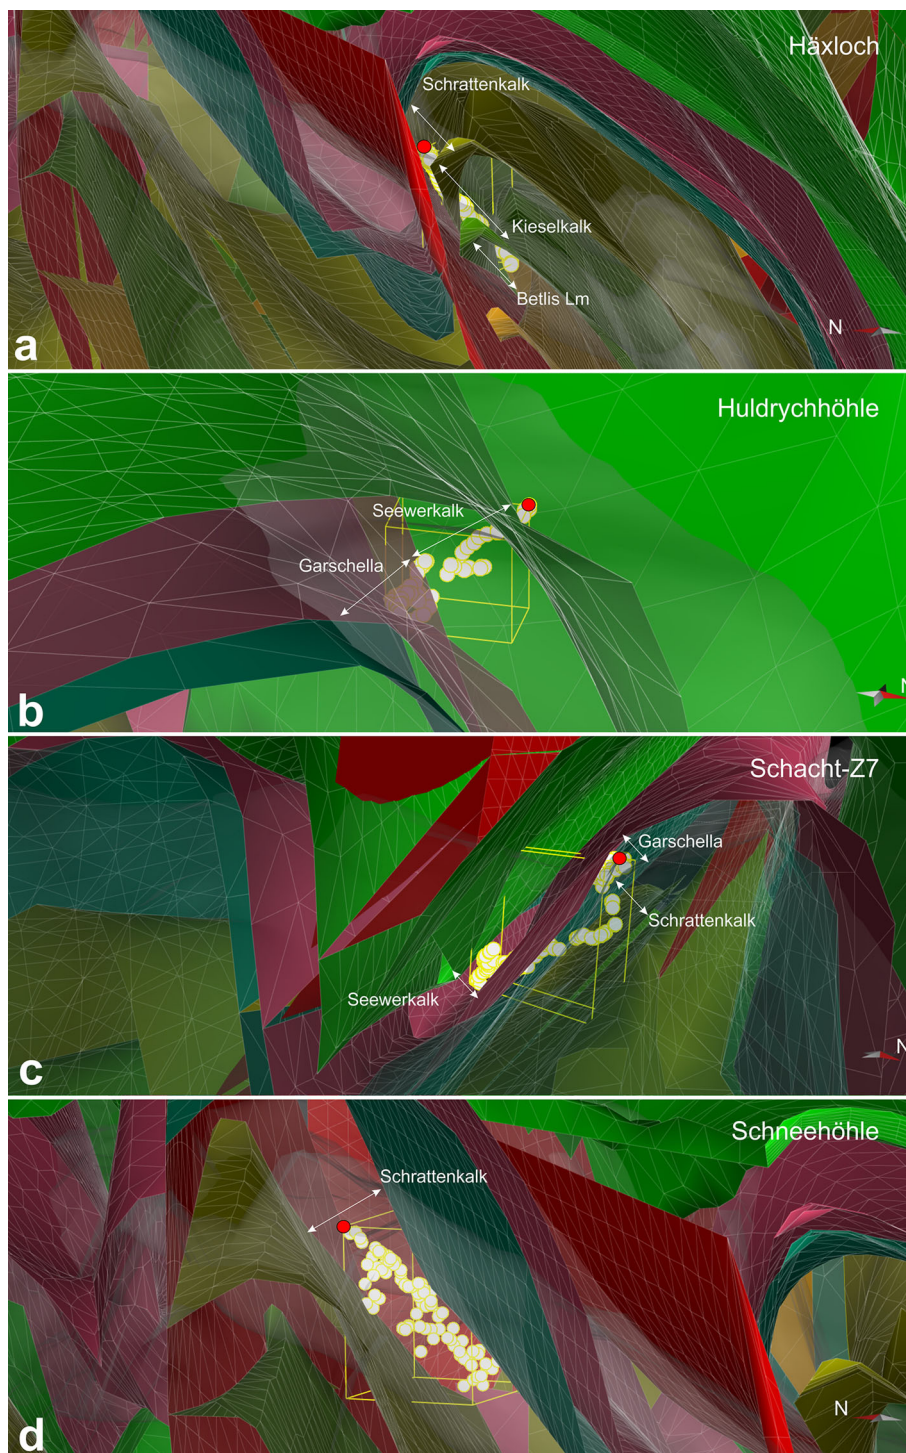 Häxloch
Schrattenkalk
Kieselkalk
Betlis Lm
N
a
Huldrychhöhle
Seewerkalk
Garschella
N
b
Schacht-Z7
Garschella
Schrattenkalk
Seewerkalk
N
c
Schneehöhle
Schrattenkalk
N
d